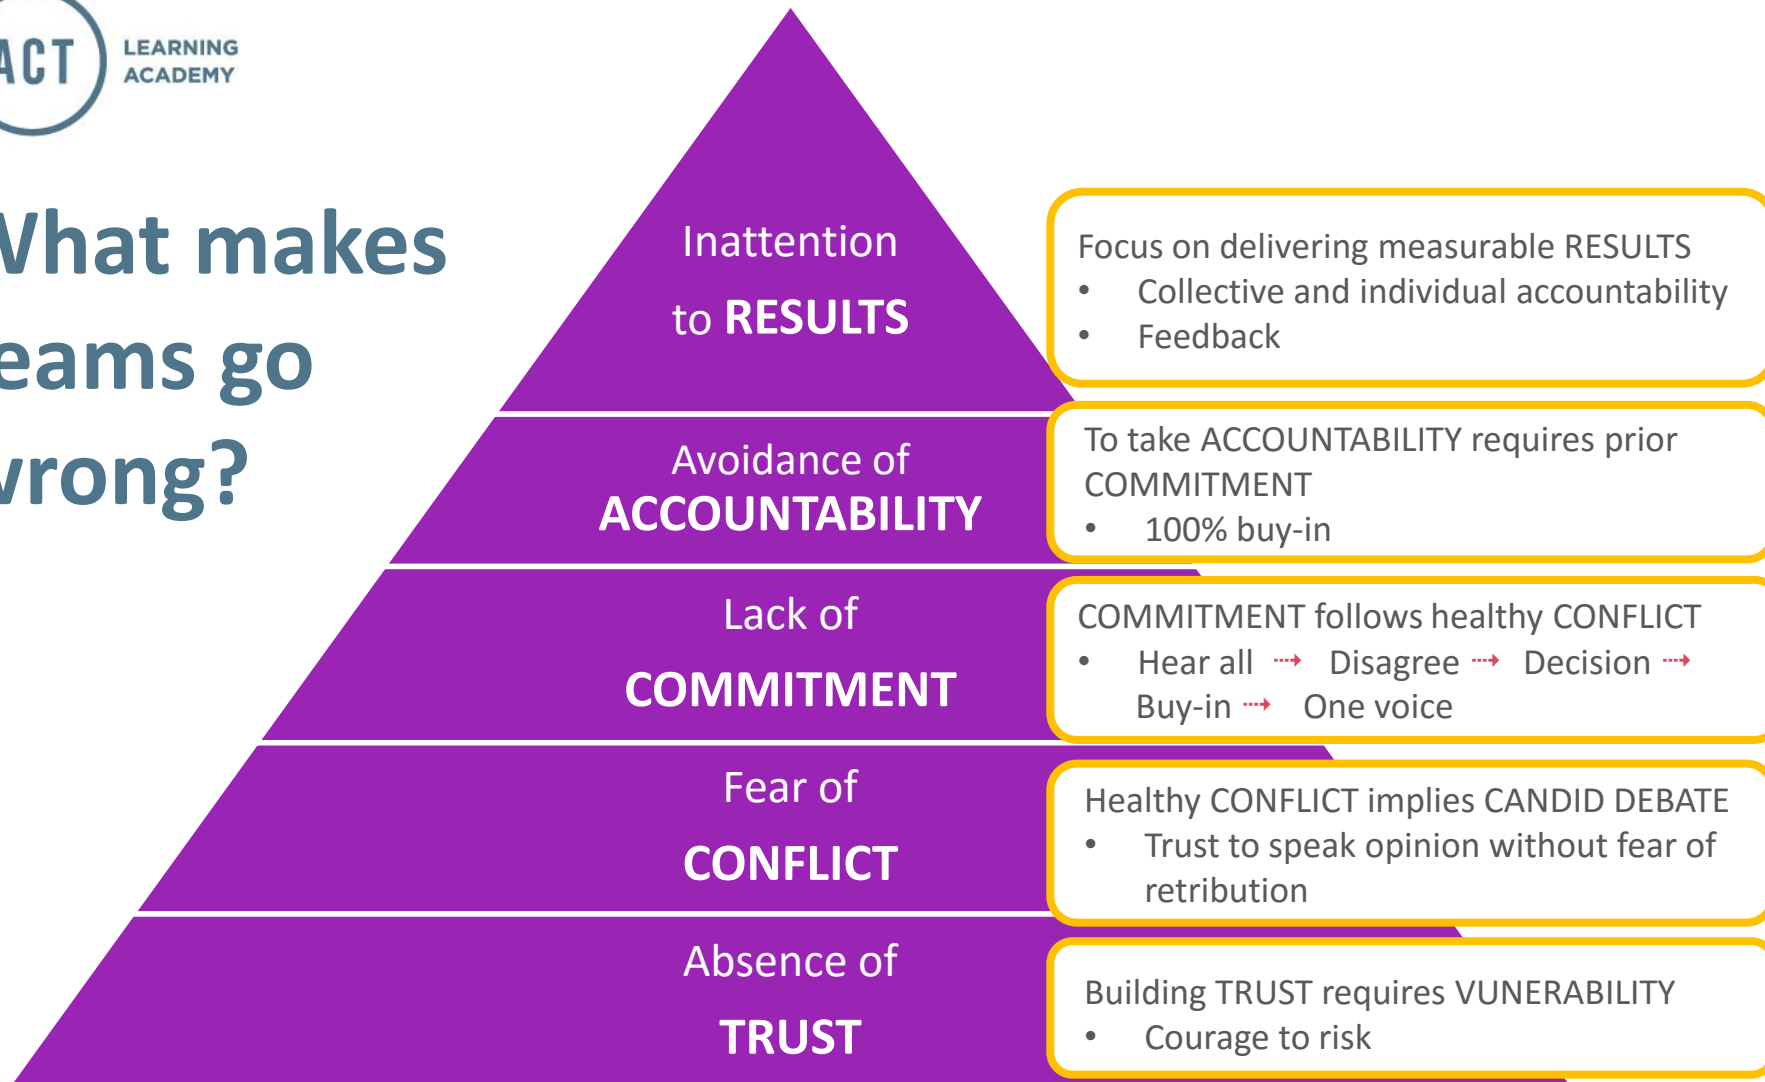 ACT
LEARNING
ACADEMY
What makes
eams go
wrong?
Inattention
to RESULTS
Focus on delivering measurable RESULTS
• Collective and individual accountability
• Feedback
Avoidance of
ACCOUNTABILITY
To take ACCOUNTABILITY requires prior
COMMITMENT
• 100% buy-in
Lack of
COMMITMENT
COMMITMENT follows healthy CONFLICT
• Hear all ⇢ Disagree ⇢ Decision ⇢
Buy-in ⇢ One voice
Fear of
CONFLICT
Healthy CONFLICT implies CANDID DEBATE
• Trust to speak opinion without fear of
retribution
Absence of
TRUST
Building TRUST requires VUNERABILITY
• Courage to risk